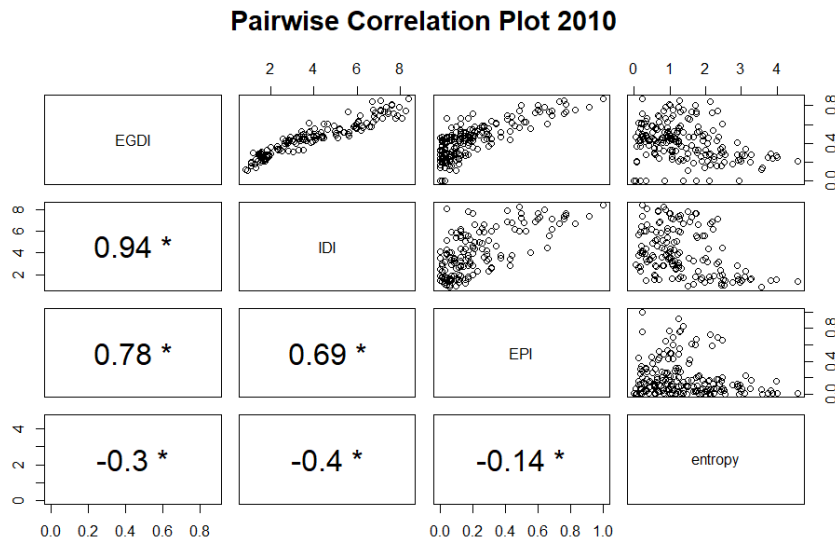 Pairwise Correlation Plot 2010
2 4 6 8 0 1 2 3 4
EGDI 0.0 0.4 0.8
2 4 6 8 0.94 * IDI
0.78 * 0.69 * EPI 0.0 0.4 0.8
0 2 4 -0.3 * -0.4 * -0.14 * entropy
0.0 0.2 0.4 0.6 0.8 0.0 0.2 0.4 0.6 0.8 1.0